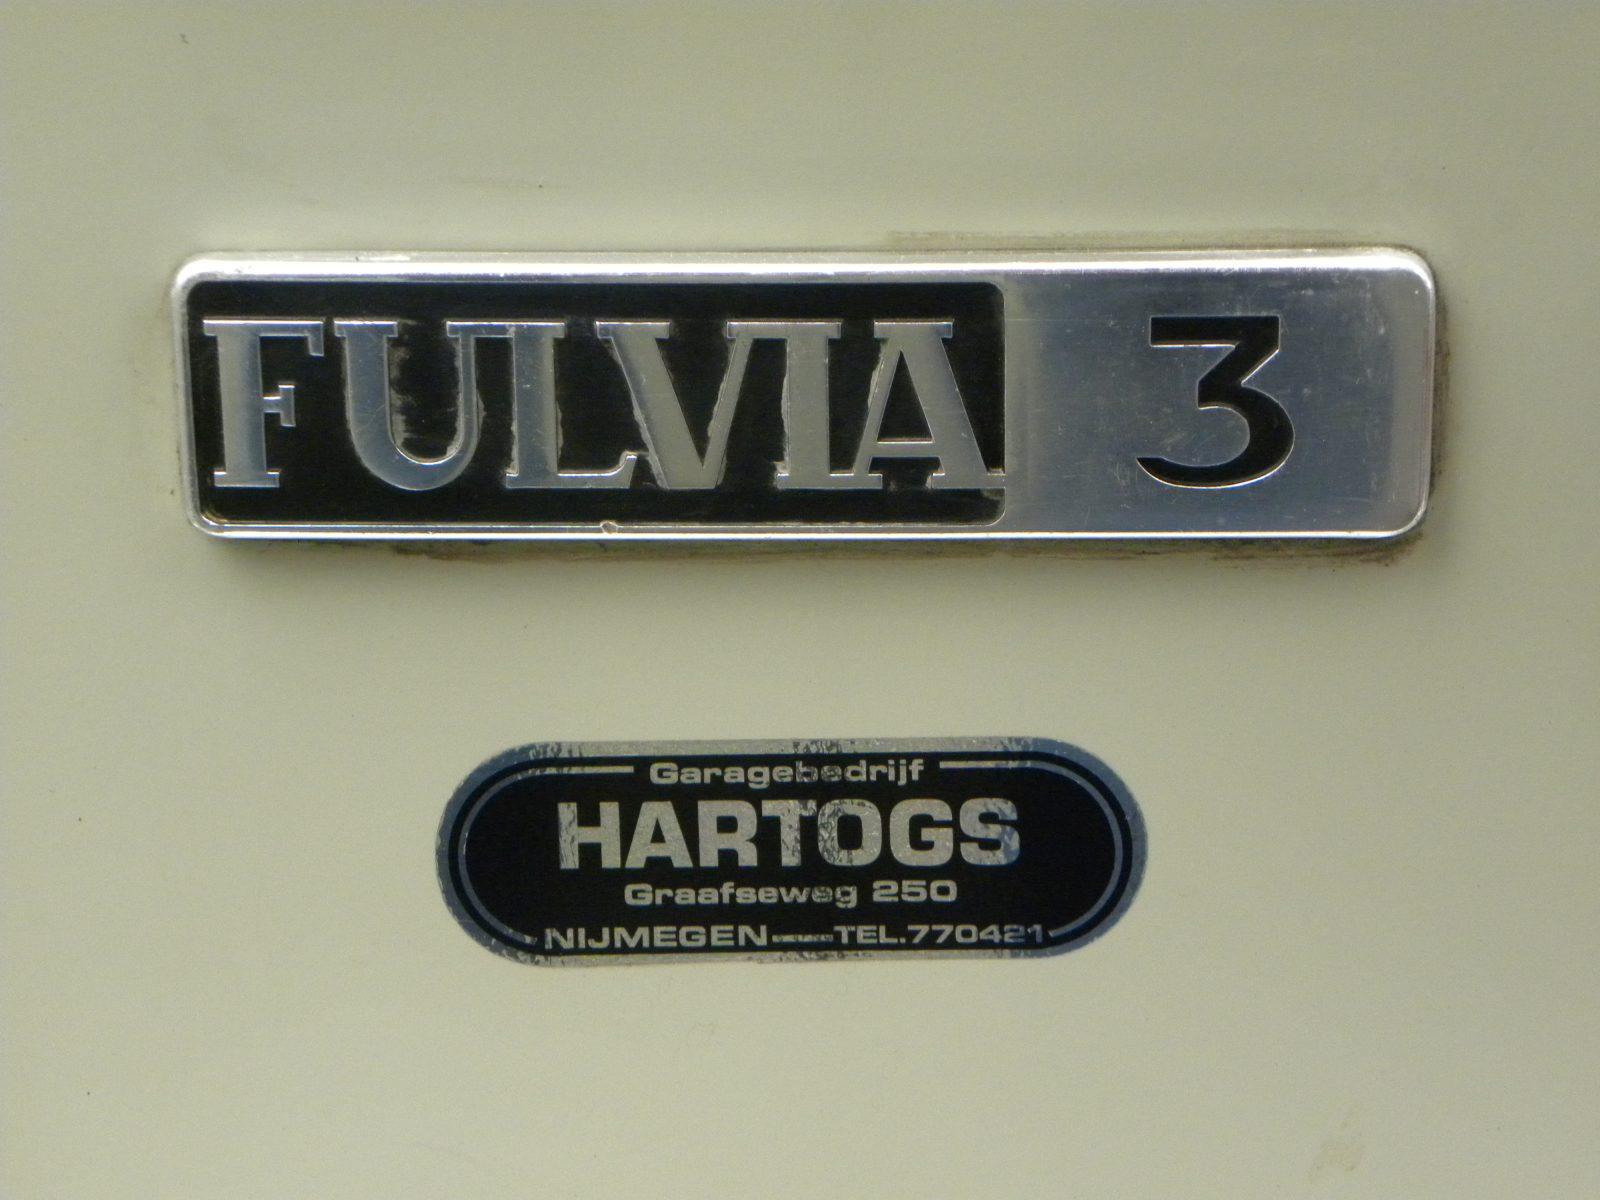 FULVIA 3
Garagebedrijf
HARTOGS
Graafseweg 250
NIJMEGEN TEL.770421